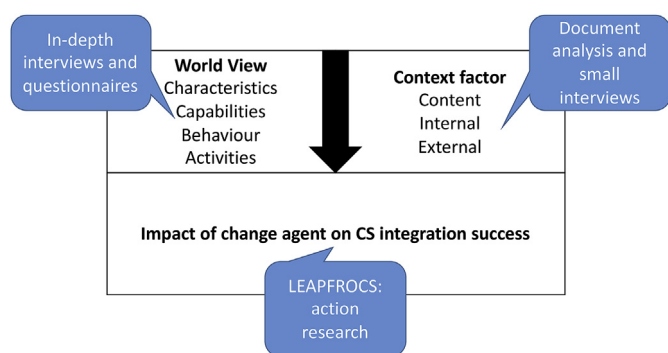 In-depth
interviews and
questionnaires
World View
Characteristics
Capabilities
Behaviour
Activities
Context factor
Content
Internal
External
Document
analysis and
small
interviews
Impact of change agent on CS integration success
LEAPFROCS:
action
research